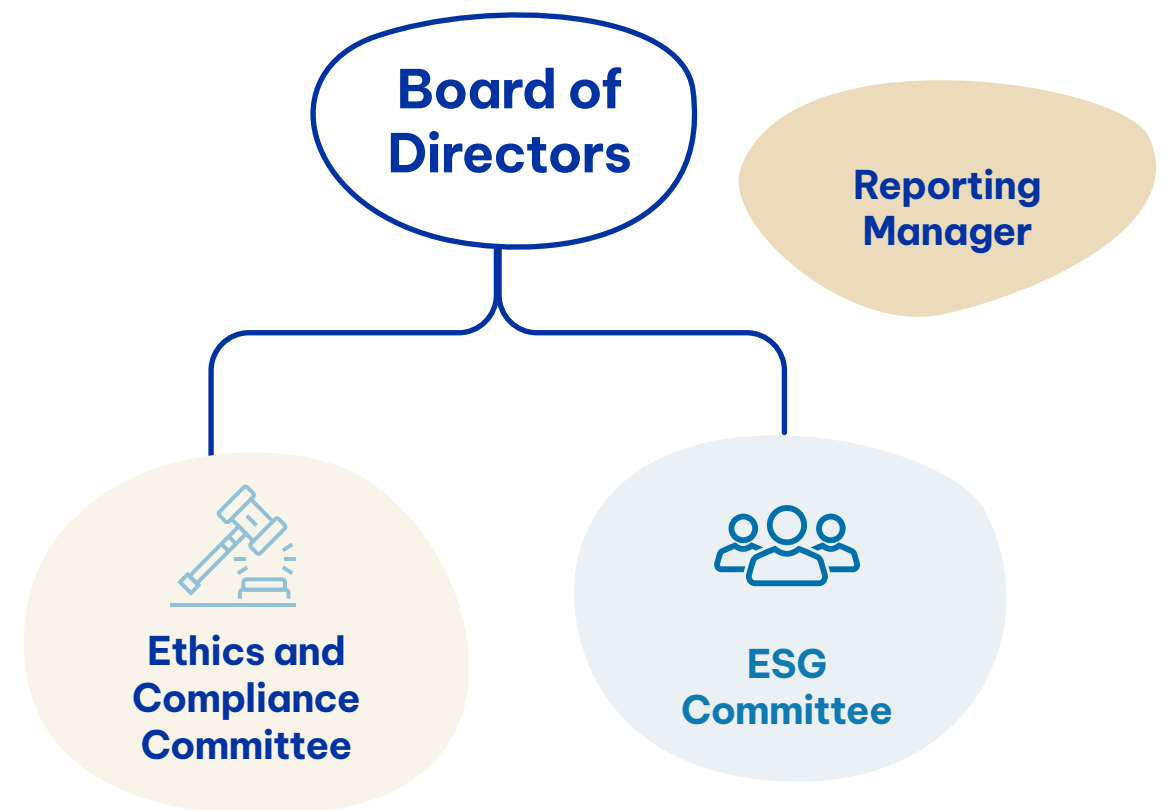 Board of
Directors
Reporting
Manager
Ethics and
Compliance
Committee
ESG
Committee